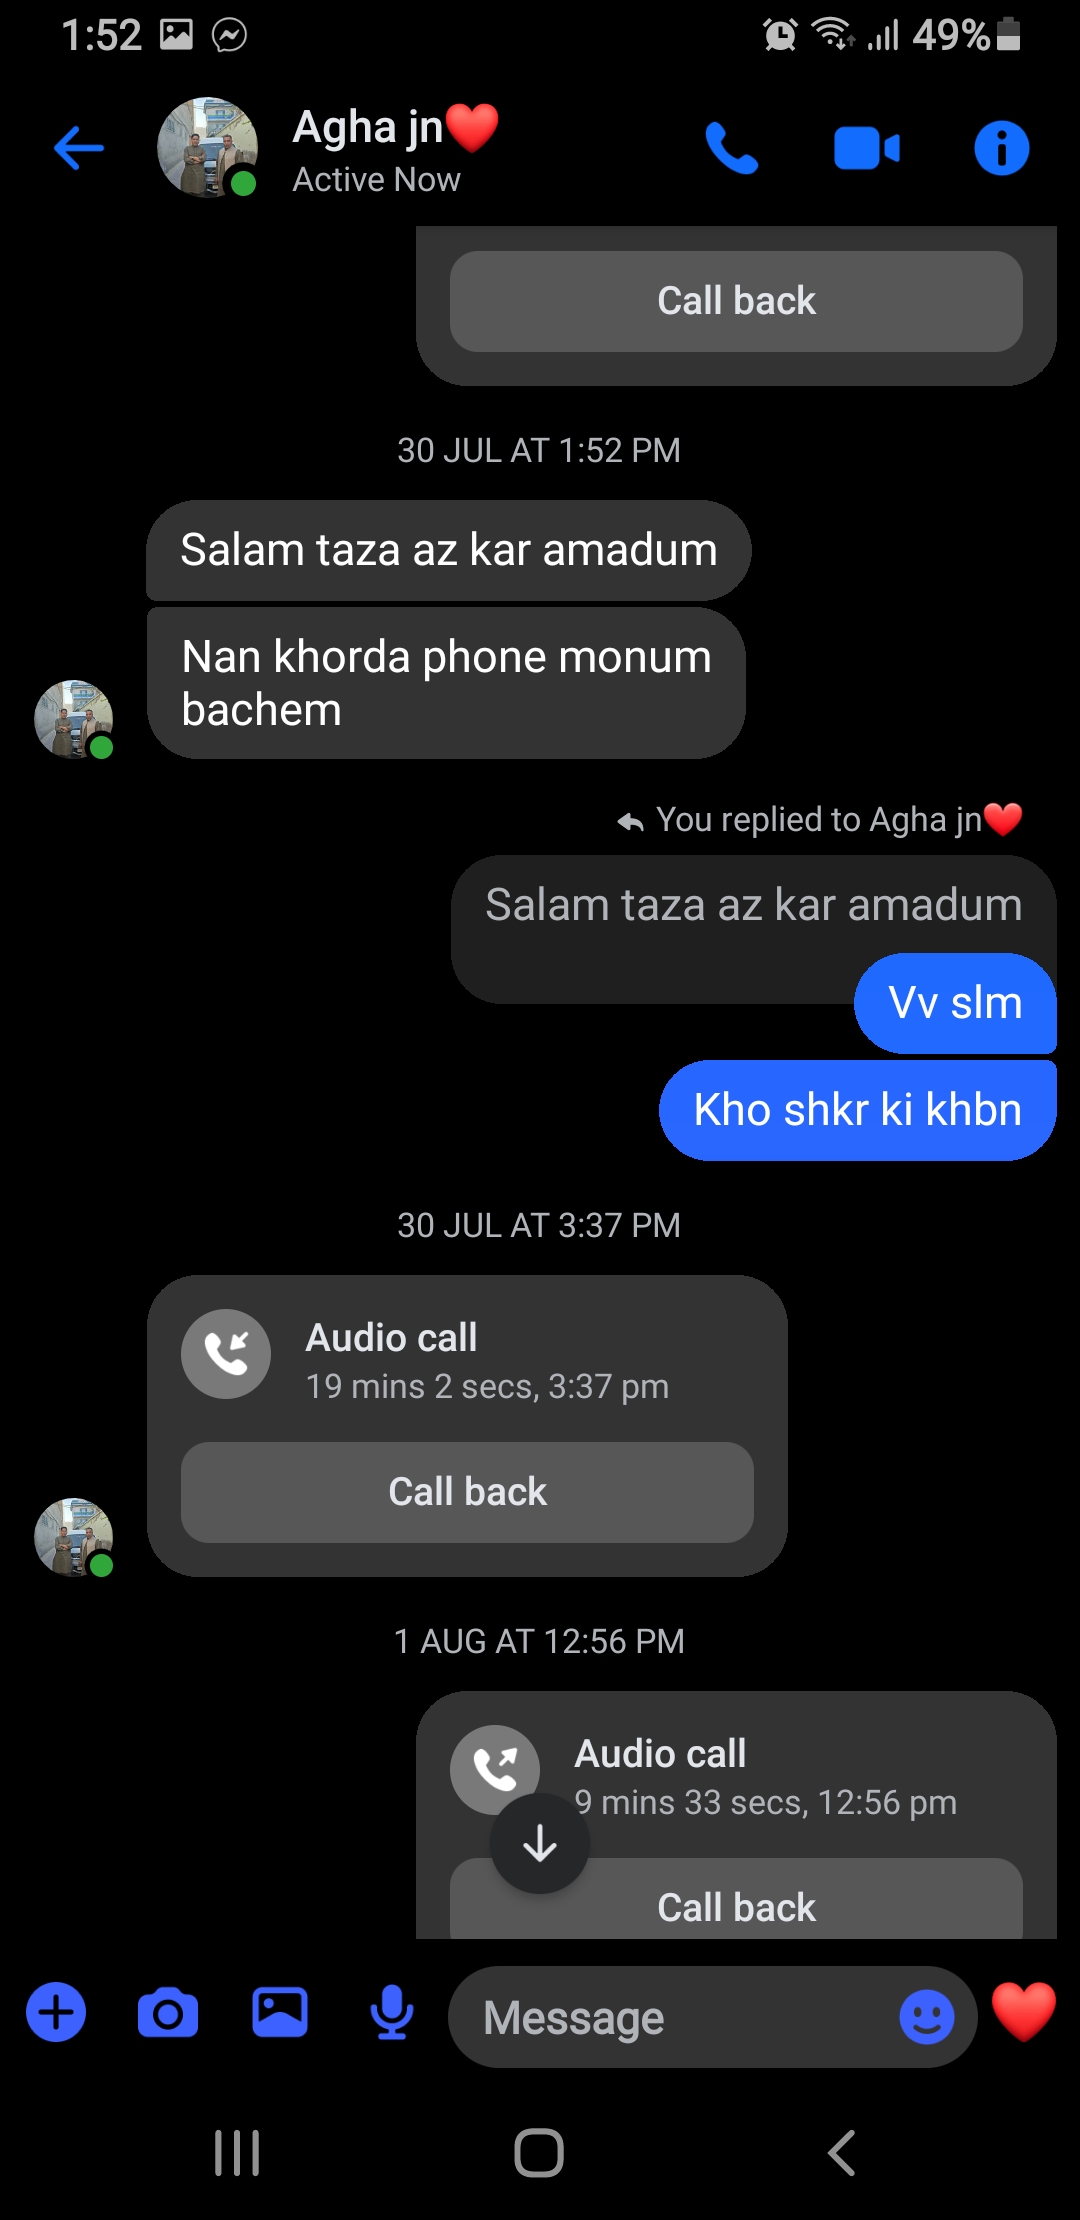 1:52
49%
Agha jn❤️
Active Now
Call back
30 JUL AT 1:52 PM
Salam taza az kar amadum
Nan khorda phone monum
bachem
You replied to Agha jn❤️
Salam taza az kar amadum
Vv slm
Kho shkr ki khbn
30 JUL AT 3:37 PM
Audio call
19 mins 2 secs, 3:37 pm
Call back
1 AUG AT 12:56 PM
Audio call
9 mins 33 secs, 12:56 pm
Call back
Message